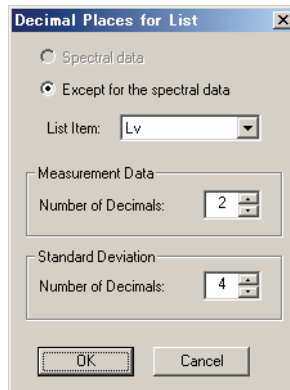 Decimal Places for List
Spectral data
Except for the spectral data
List Item: Lv
Measurement Data
Number of Decimals: 2
Standard Deviation
Number of Decimals: 4
OK Cancel